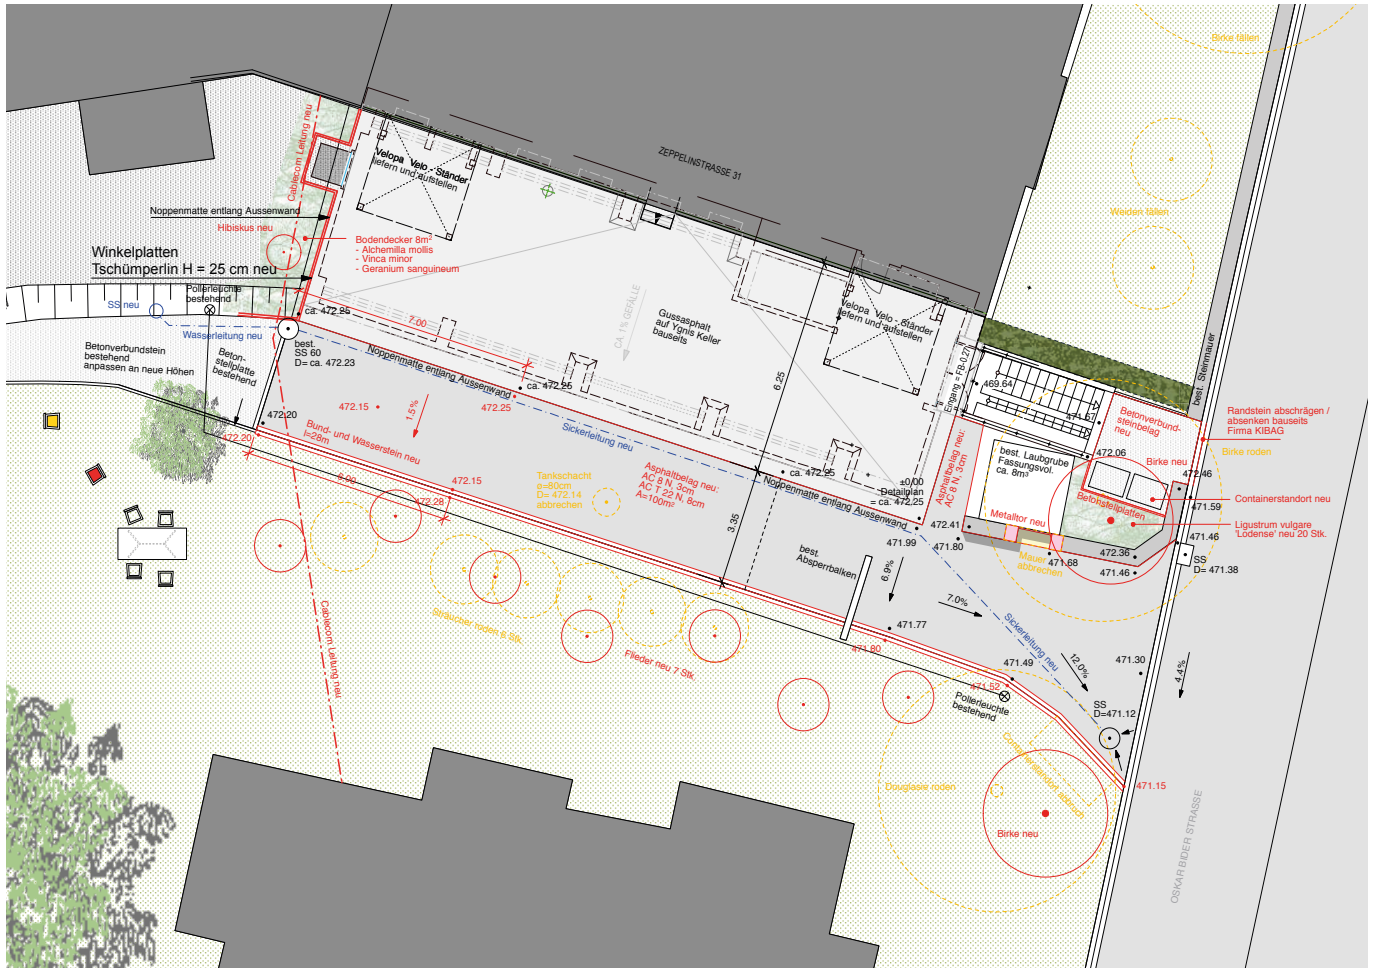 Birke fällen
ZEPPELINSTRASSE 31
Cablecom Leitung neu
Velopa Velo - Ständer
liefern und aufstellen
Weiden fällen
Noppenmatte entlang Aussenwand
Hibiskus neu
Bodendecker 8m²
- Alchemilla mollis
- Vinca minor
- Geranium sanguineum
Winkelplatten
Tschümperlin H = 25 cm neu
Pollerleuchte
bestehend
SS neu
Wasserleitung neu
ca. 472.25
7.00
best.
SS 60
D= ca. 472.23
Betonverbundstein
bestehend
anpassen an neue Höhen
Beton-
stellplatte
bestehend
CA. 1% GEFÄLLE
Gussasphalt
auf Ygnis Keller
bauseits
6.25
Velopa Velo - Ständer
liefern und aufstellen
Eingang = FB-0.27
469.64
best. Steinmauer
Noppenmatte entlang Aussenwand
ca. 472.25
472.25
472.15
1.5%
472.20
472.20
Bund- und Wasserstein neu
l=28m
6.00
Sickerleitung neu
471.67
Betonverbund-
steinbelag
neu
Randstein abschrägen /
absenken bauseits
Firma KIBAG
Birke roden
472.06
Birke neu
472.46
best. Laubgrube
Fassungsvol.
ca. 8m³
Asphaltbelag neu:
AC 8 N, 3cm
Asphaltbelag neu:
AC 8 N, 3cm
AC T 22 N, 8cm
A=100m²
ca. 472.25
±0.00
Detailplan
= ca. 472.25
Noppenmatte entlang Aussenwand
472.15
472.28
Tankschacht
ø=80cm
D= 472.14
abbrechen
3.35
Containerstandort neu
471.59
Betonstellplatten
Ligustrum vulgare
'Lodense' neu 20 Stk.
Metalltor neu
472.41
471.99
471.80
471.46
Mauer
abbrechen
471.68
472.36
471.46
SS
D= 471.38
best.
Absperrbalken
6.9%
7.0%
Sträucher roden 6 Stk.
Flieder neu 7 Stk.
Cablecom Leitung neu
471.77
471.80
Sickerleitung neu
471.49
471.52
12.0%
471.30
4.4%
Pollerleuchte
bestehend
SS
D=471.12
Containerstandort abbruch
Douglasie roden
471.15
Birke neu
OSKAR BIDER STRASSE